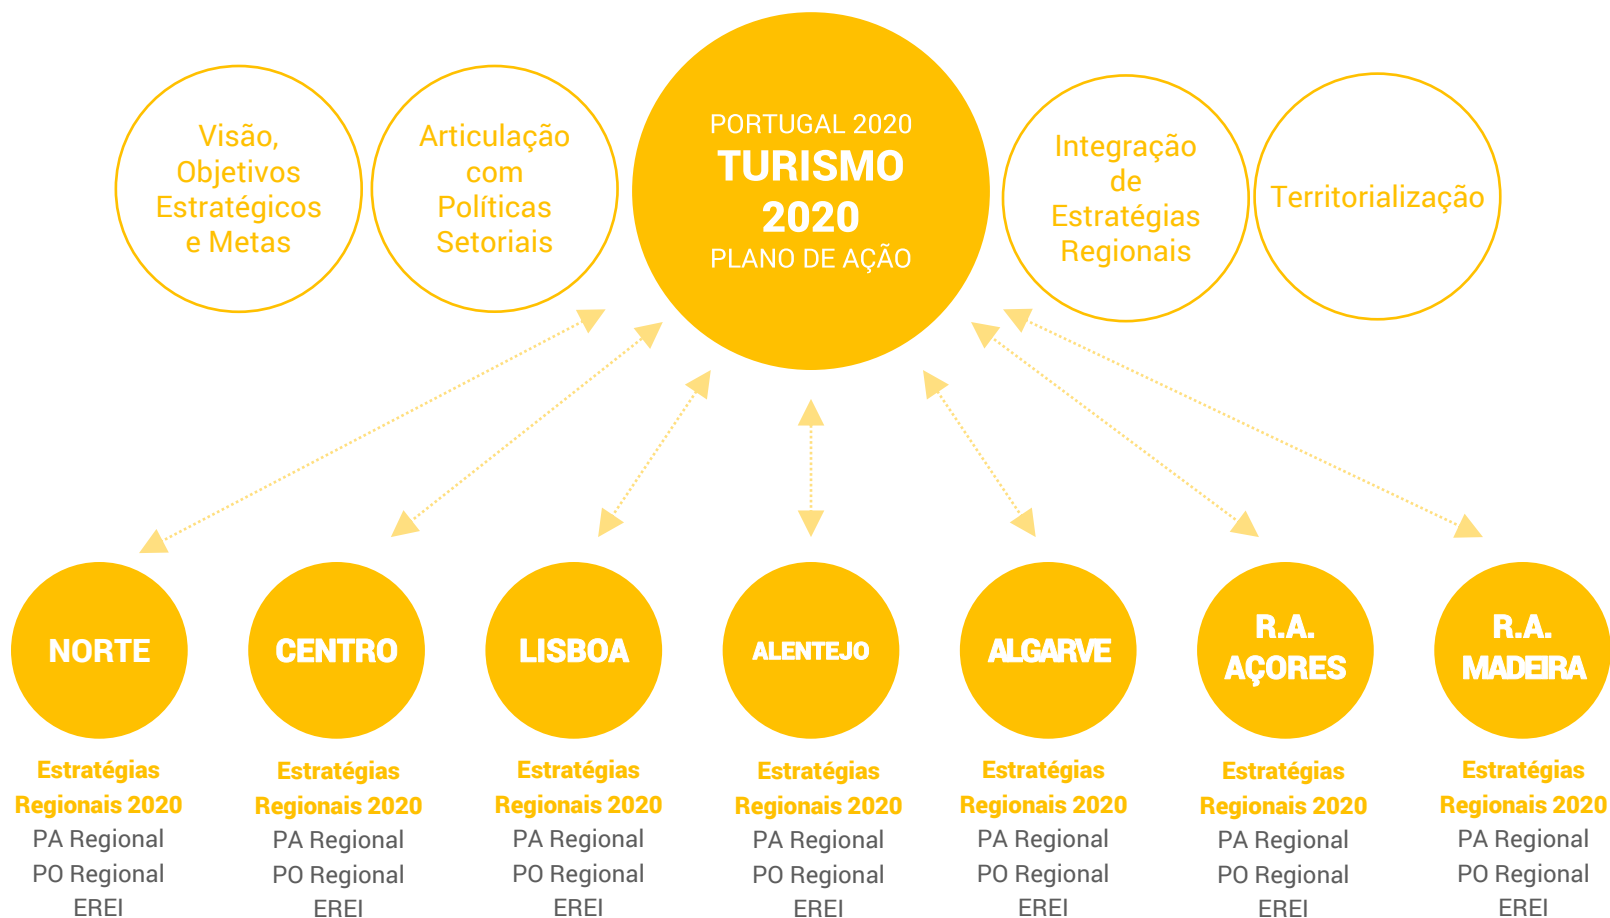 Visão,
Objetivos
Estratégicos
e Metas
Articulação
com
Políticas
Setoriais
PORTUGAL 2020
TURISMO
2020
PLANO DE AÇÃO
Integração
de
Estratégias
Regionais
Territorialização
NORTE
CENTRO
LISBOA
ALENTEJO
ALGARVE
R.A.
AÇORES
R.A.
MADEIRA
Estratégias
Regionais 2020
PA Regional
PO Regional
EREI
Estratégias
Regionais 2020
PA Regional
PO Regional
EREI
Estratégias
Regionais 2020
PA Regional
PO Regional
EREI
Estratégias
Regionais 2020
PA Regional
PO Regional
EREI
Estratégias
Regionais 2020
PA Regional
PO Regional
EREI
Estratégias
Regionais 2020
PA Regional
PO Regional
EREI
Estratégias
Regionais 2020
PA Regional
PO Regional
EREI